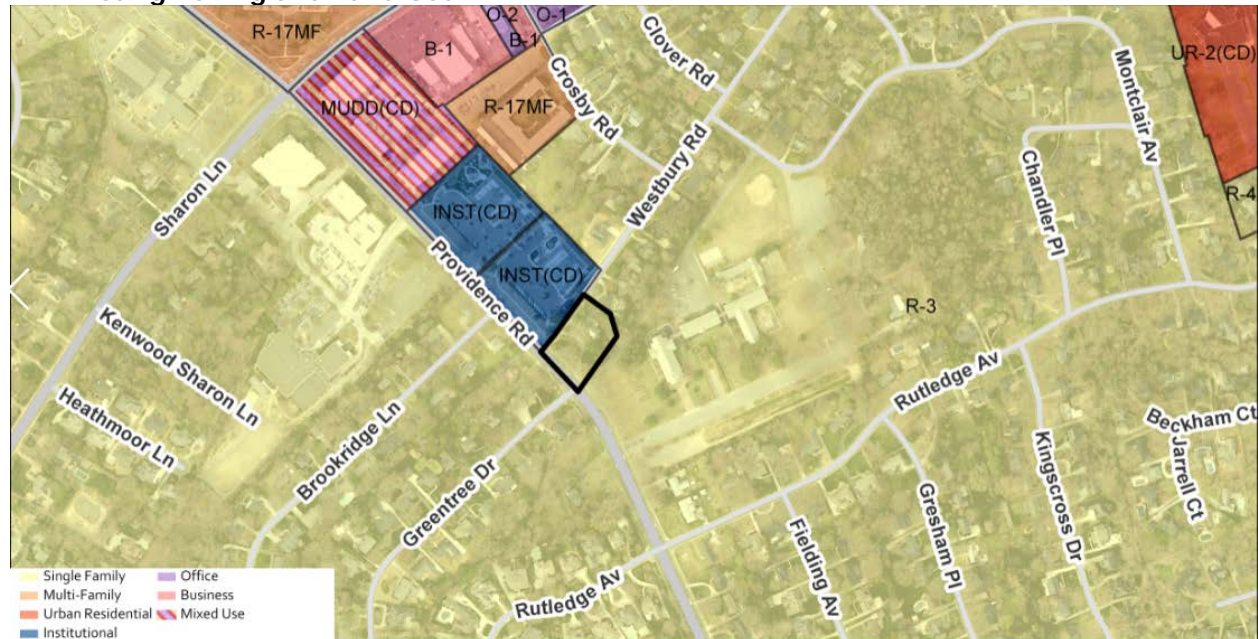 R-17MF
B-1
O-2
O-1
B-1
UR-2(CD)
Clover Rd
Montclair Av
Crosby Rd
R-17MF
MUDD(CD)
Westbury Rd
Chandler Pl
R-4
Sharon Ln
INST(CD)
Providence Rd
INST(CD)
R-3
Kenwood Sharon Ln
Rutledge Av
Heathmoor Ln
Brookridge Ln
Greentree Dr
Beckham Ct
Jarrell Ct
Kingscross Dr
Gresham Pl
Fielding Av
Rutledge Av
Single Family
Multi-Family
Urban Residential
Institutional
Office
Business
Mixed Use